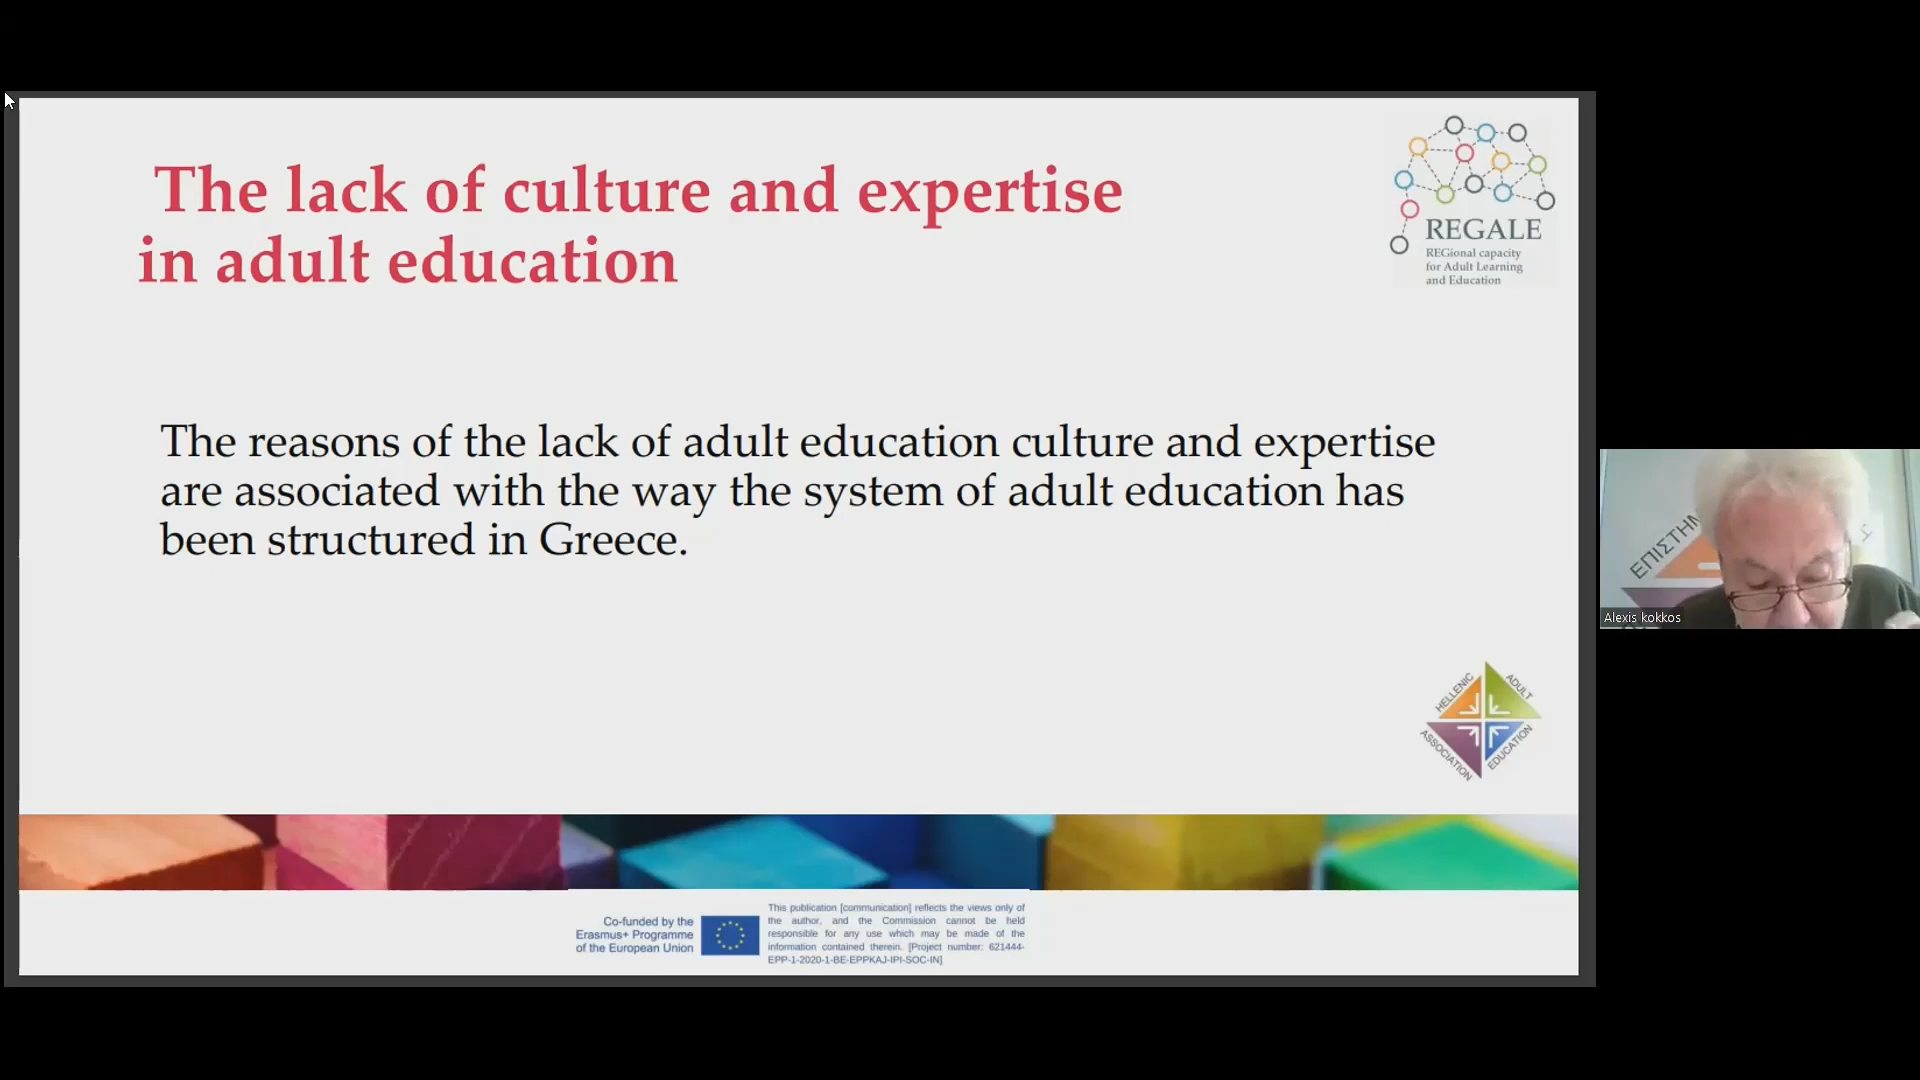 The lack of culture and expertise
in adult education
REGALE
REGional capacity
for Adult Learning
and Education
The reasons of the lack of adult education culture and expertise
are associated with the way the system of adult education has
been structured in Greece.
ΕΠΙΣΤΗΜ
Alexis kokkos
HELLENIC
ADULT
ASSOCIATION
EDUCATION
Co-funded by the
Erasmus+ Programme
of the European Union
This publication [communication] reflects the views only of
the author, and the Commission cannot be held
responsible for any use which may be made of the
information contained therein. [Project number: 621444-
EPP-1-2020-1-BE-EPPKAJ-IPI-SOC-IN]